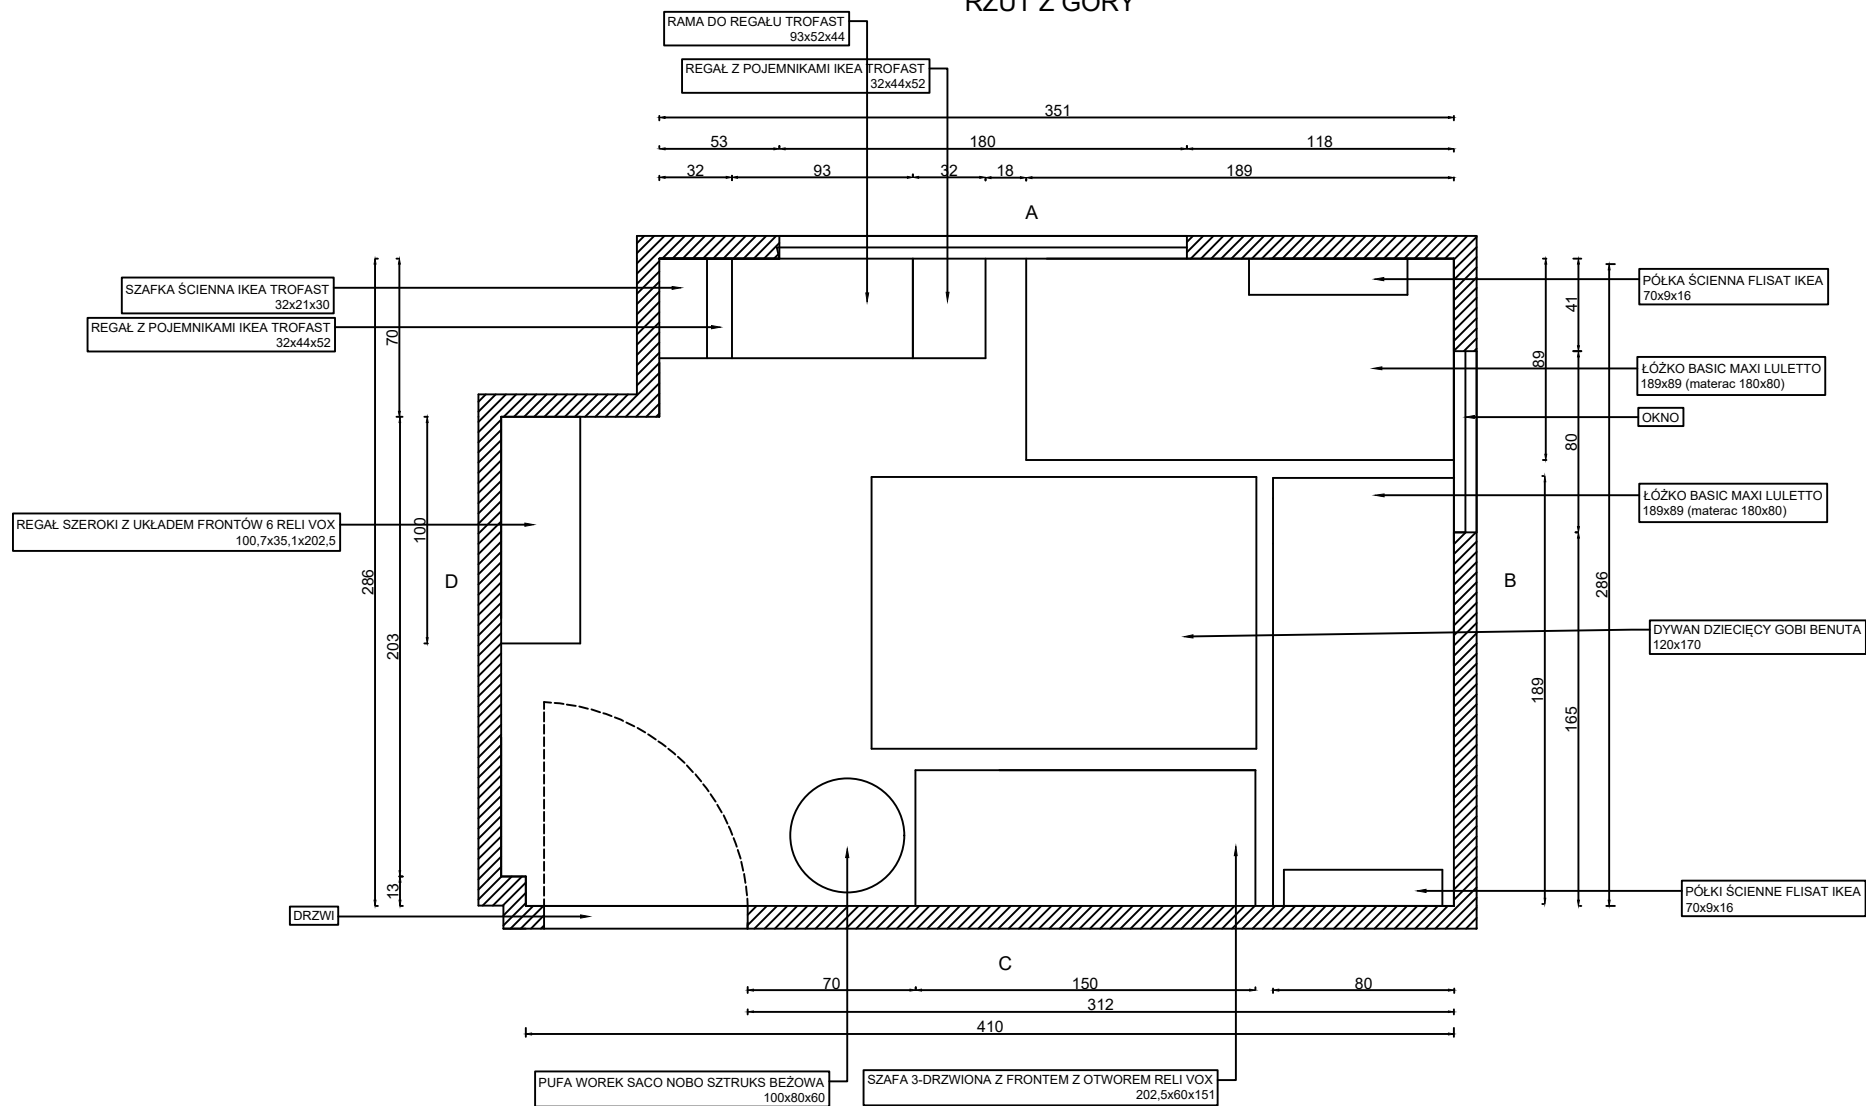 RZUT Z GÓRY
RAMA DO REGAŁU TROFAST
93x52x44
REGAŁ Z POJEMNIKAMI IKEA TROFAST
32x44x52
351
53
180
118
32
93
32
18
189
A
SZAFKA ŚCIENNA IKEA TROFAST
32x21x30
REGAŁ Z POJEMNIKAMI IKEA TROFAST
32x44x52
70
PÓŁKA ŚCIENNA FLISAT IKEA
70x9x16
41
89
ŁÓŻKO BASIC MAXI LULETTO
189x89 (materac 180x80)
OKNO
80
ŁÓŻKO BASIC MAXI LULETTO
189x89 (materac 180x80)
REGAŁ SZEROKI Z UKŁADEM FRONTÓW 6 RELI VOX
100,7x35,1x202,5
100
286
D
203
B
286
DYWAN DZIECIĘCY GOBI BENUTA
120x170
189
165
13
DRZWI
PÓŁKI ŚCIENNE FLISAT IKEA
70x9x16
C
70
150
80
312
410
PUFA WOREK SACO NOBO SZTRUKS BEŻOWA
100x80x60
SZAFA 3-DRZWIONA Z FRONTEM Z OTWOREM RELI VOX
202,5x60x151